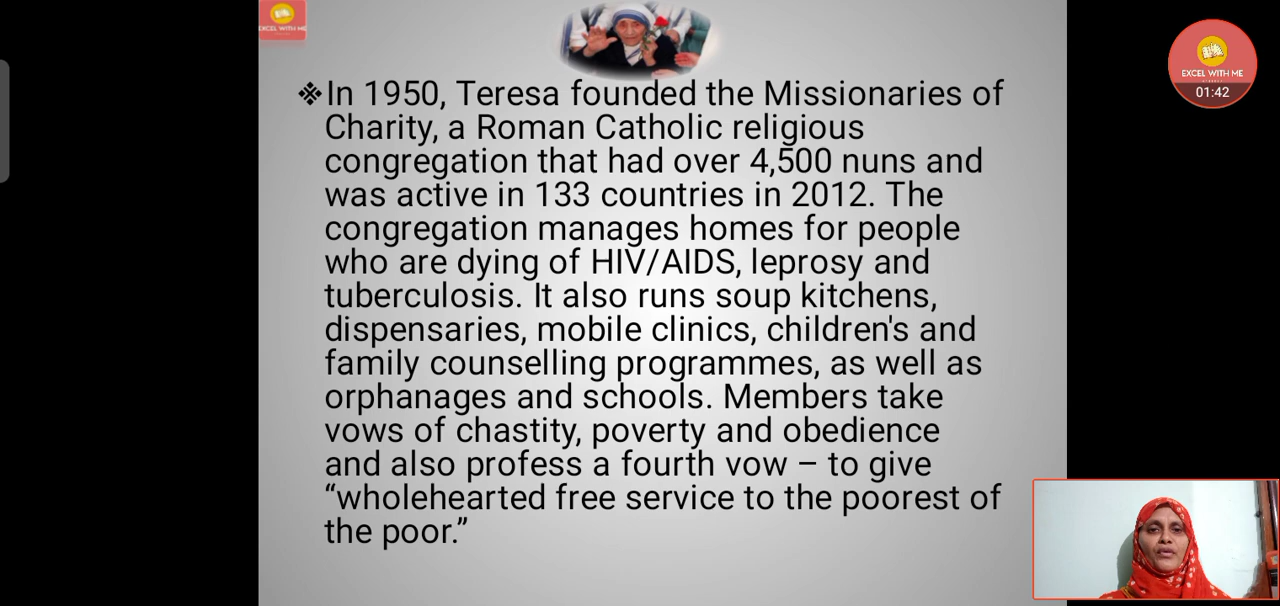 EXCEL WITH ME
EXCEL WITH ME
01:42
❖In 1950, Teresa founded the Missionaries of
Charity, a Roman Catholic religious
congregation that had over 4,500 nuns and
was active in 133 countries in 2012. The
congregation manages homes for people
who are dying of HIV/AIDS, leprosy and
tuberculosis. It also runs soup kitchens,
dispensaries, mobile clinics, children's and
family counselling programmes, as well as
orphanages and schools. Members take
vows of chastity, poverty and obedience
and also profess a fourth vow – to give
“wholehearted free service to the poorest of
the poor.”